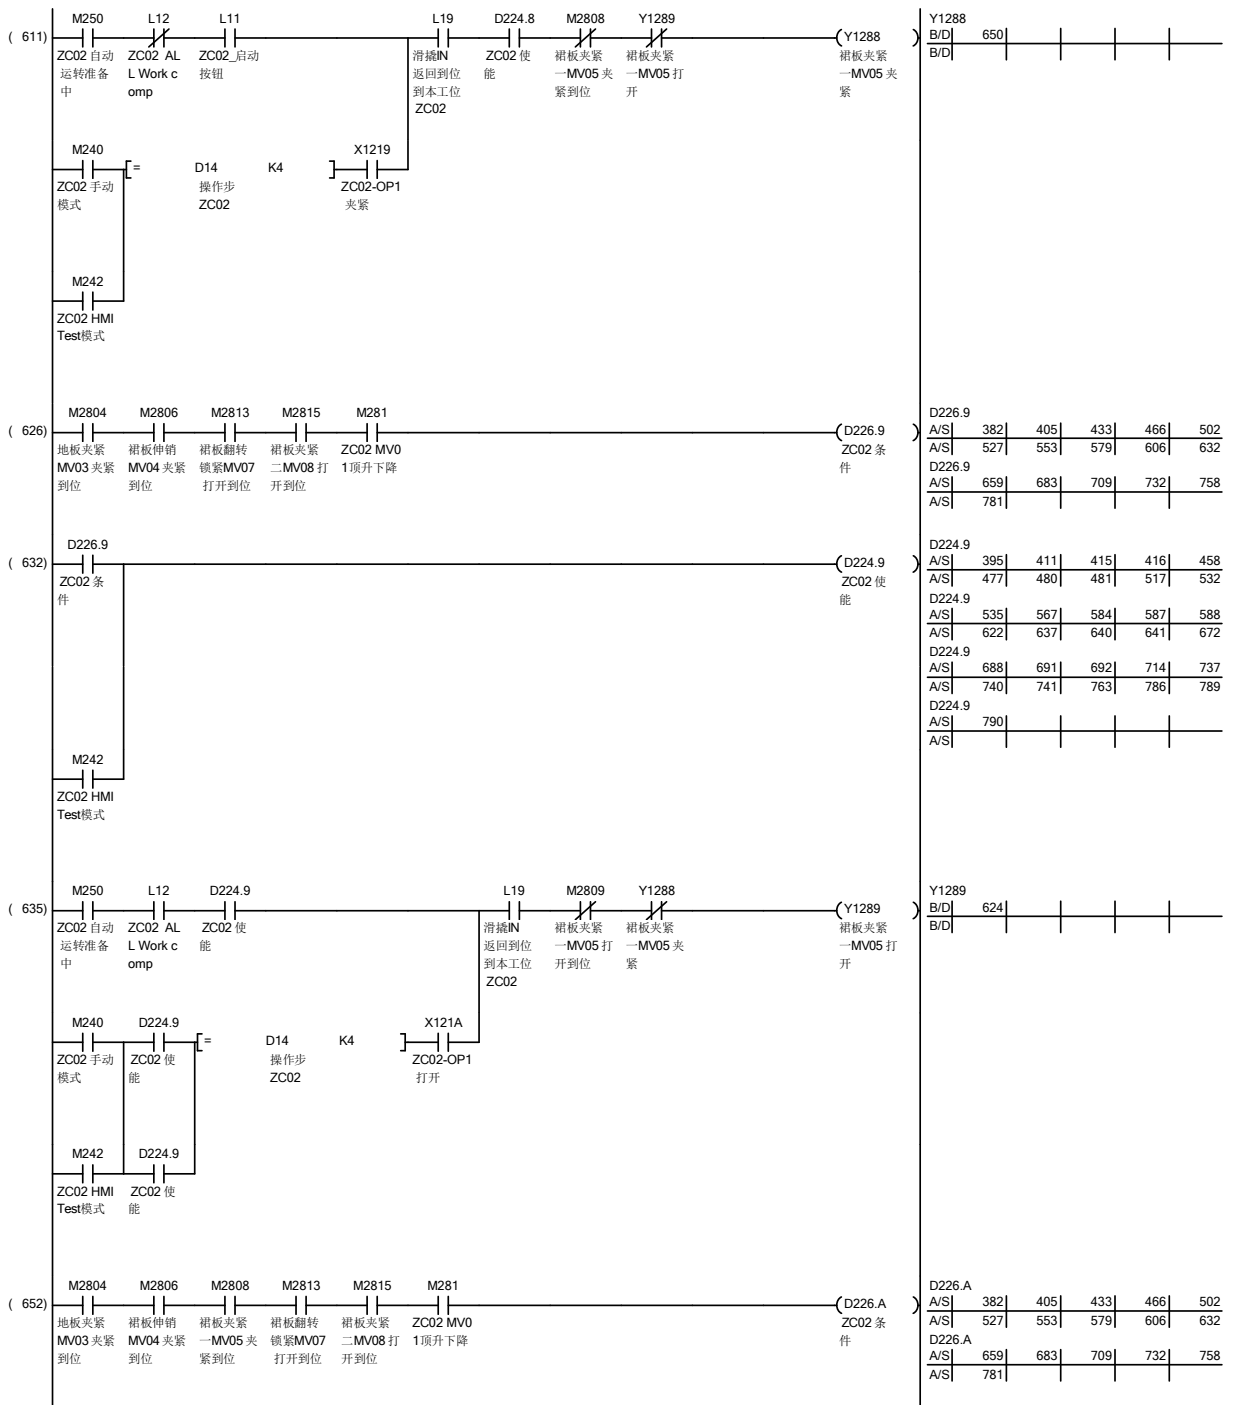 M250 L12 L11 L19 D224.8 M2808 Y1289 Y1288
( 611) (Y1288 ) B/D 650
ZC02 自动 ZC02 AL ZC02_启动 滑撬IN ZC02 使 裙板夹紧 裙板夹紧 裙板夹紧 B/D
运转准备 L Work c 按钮 返回到位 能 一MV05 夹 一MV05 打 一MV05 夹
中 omp 到本工位 紧到位 开 紧
ZC02
M240 X1219
[= D14 K4 ]
ZC02 手动 操作步 ZC02-OP1
模式 ZC02 夹紧
M242
ZC02 HMI
Test模式
M2804 M2806 M2813 M2815 M281 D226.9
( 626) (D226.9 ) A/S 382 405 433 466 502
地板夹紧 裙板伸销 裙板翻转 裙板夹紧 ZC02 MV0 ZC02 条 A/S 527 553 579 606 632
MV03 夹紧 MV04 夹紧 锁紧MV07 二MV08 打 1顶升下降 件 D226.9
到位 到位 打开到位 开到位 A/S 659 683 709 732 758
A/S 781
D226.9 D224.9
( 632) (D224.9 ) A/S 395 411 415 416 458
ZC02 条 ZC02 使 A/S 477 480 481 517 532
件 能 D224.9
A/S 535 567 584 587 588
A/S 622 637 640 641 672
D224.9
A/S 688 691 692 714 737
A/S 740 741 763 786 789
D224.9
A/S 790
A/S
M242
ZC02 HMI
Test模式
M250 L12 D224.9 L19 M2809 Y1288 Y1289
( 635) (Y1289 ) B/D 624
ZC02 自动 ZC02 AL ZC02 使 滑撬IN 裙板夹紧 裙板夹紧 裙板夹紧 B/D
运转准备 L Work c 能 返回到位 一MV05 打 一MV05 夹 一MV05 打
中 omp 到本工位 开到位 紧 开
ZC02
M240 D224.9 X121A
[= D14 K4 ]
ZC02 手动 ZC02 使 操作步 ZC02-OP1
模式 能 ZC02 打开
M242 D224.9
ZC02 HMI ZC02 使
Test模式 能
M2804 M2806 M2808 M2813 M2815 M281 D226.A
( 652) (D226.A ) A/S 382 405 433 466 502
地板夹紧 裙板伸销 裙板夹紧 裙板翻转 裙板夹紧 ZC02 MV0 ZC02 条 A/S 527 553 579 606 632
MV03 夹紧 MV04 夹紧 一MV05 夹 锁紧MV07 二MV08 打 1顶升下降 件 D226.A
到位 到位 紧到位 打开到位 开到位 A/S 659 683 709 732 758
A/S 781